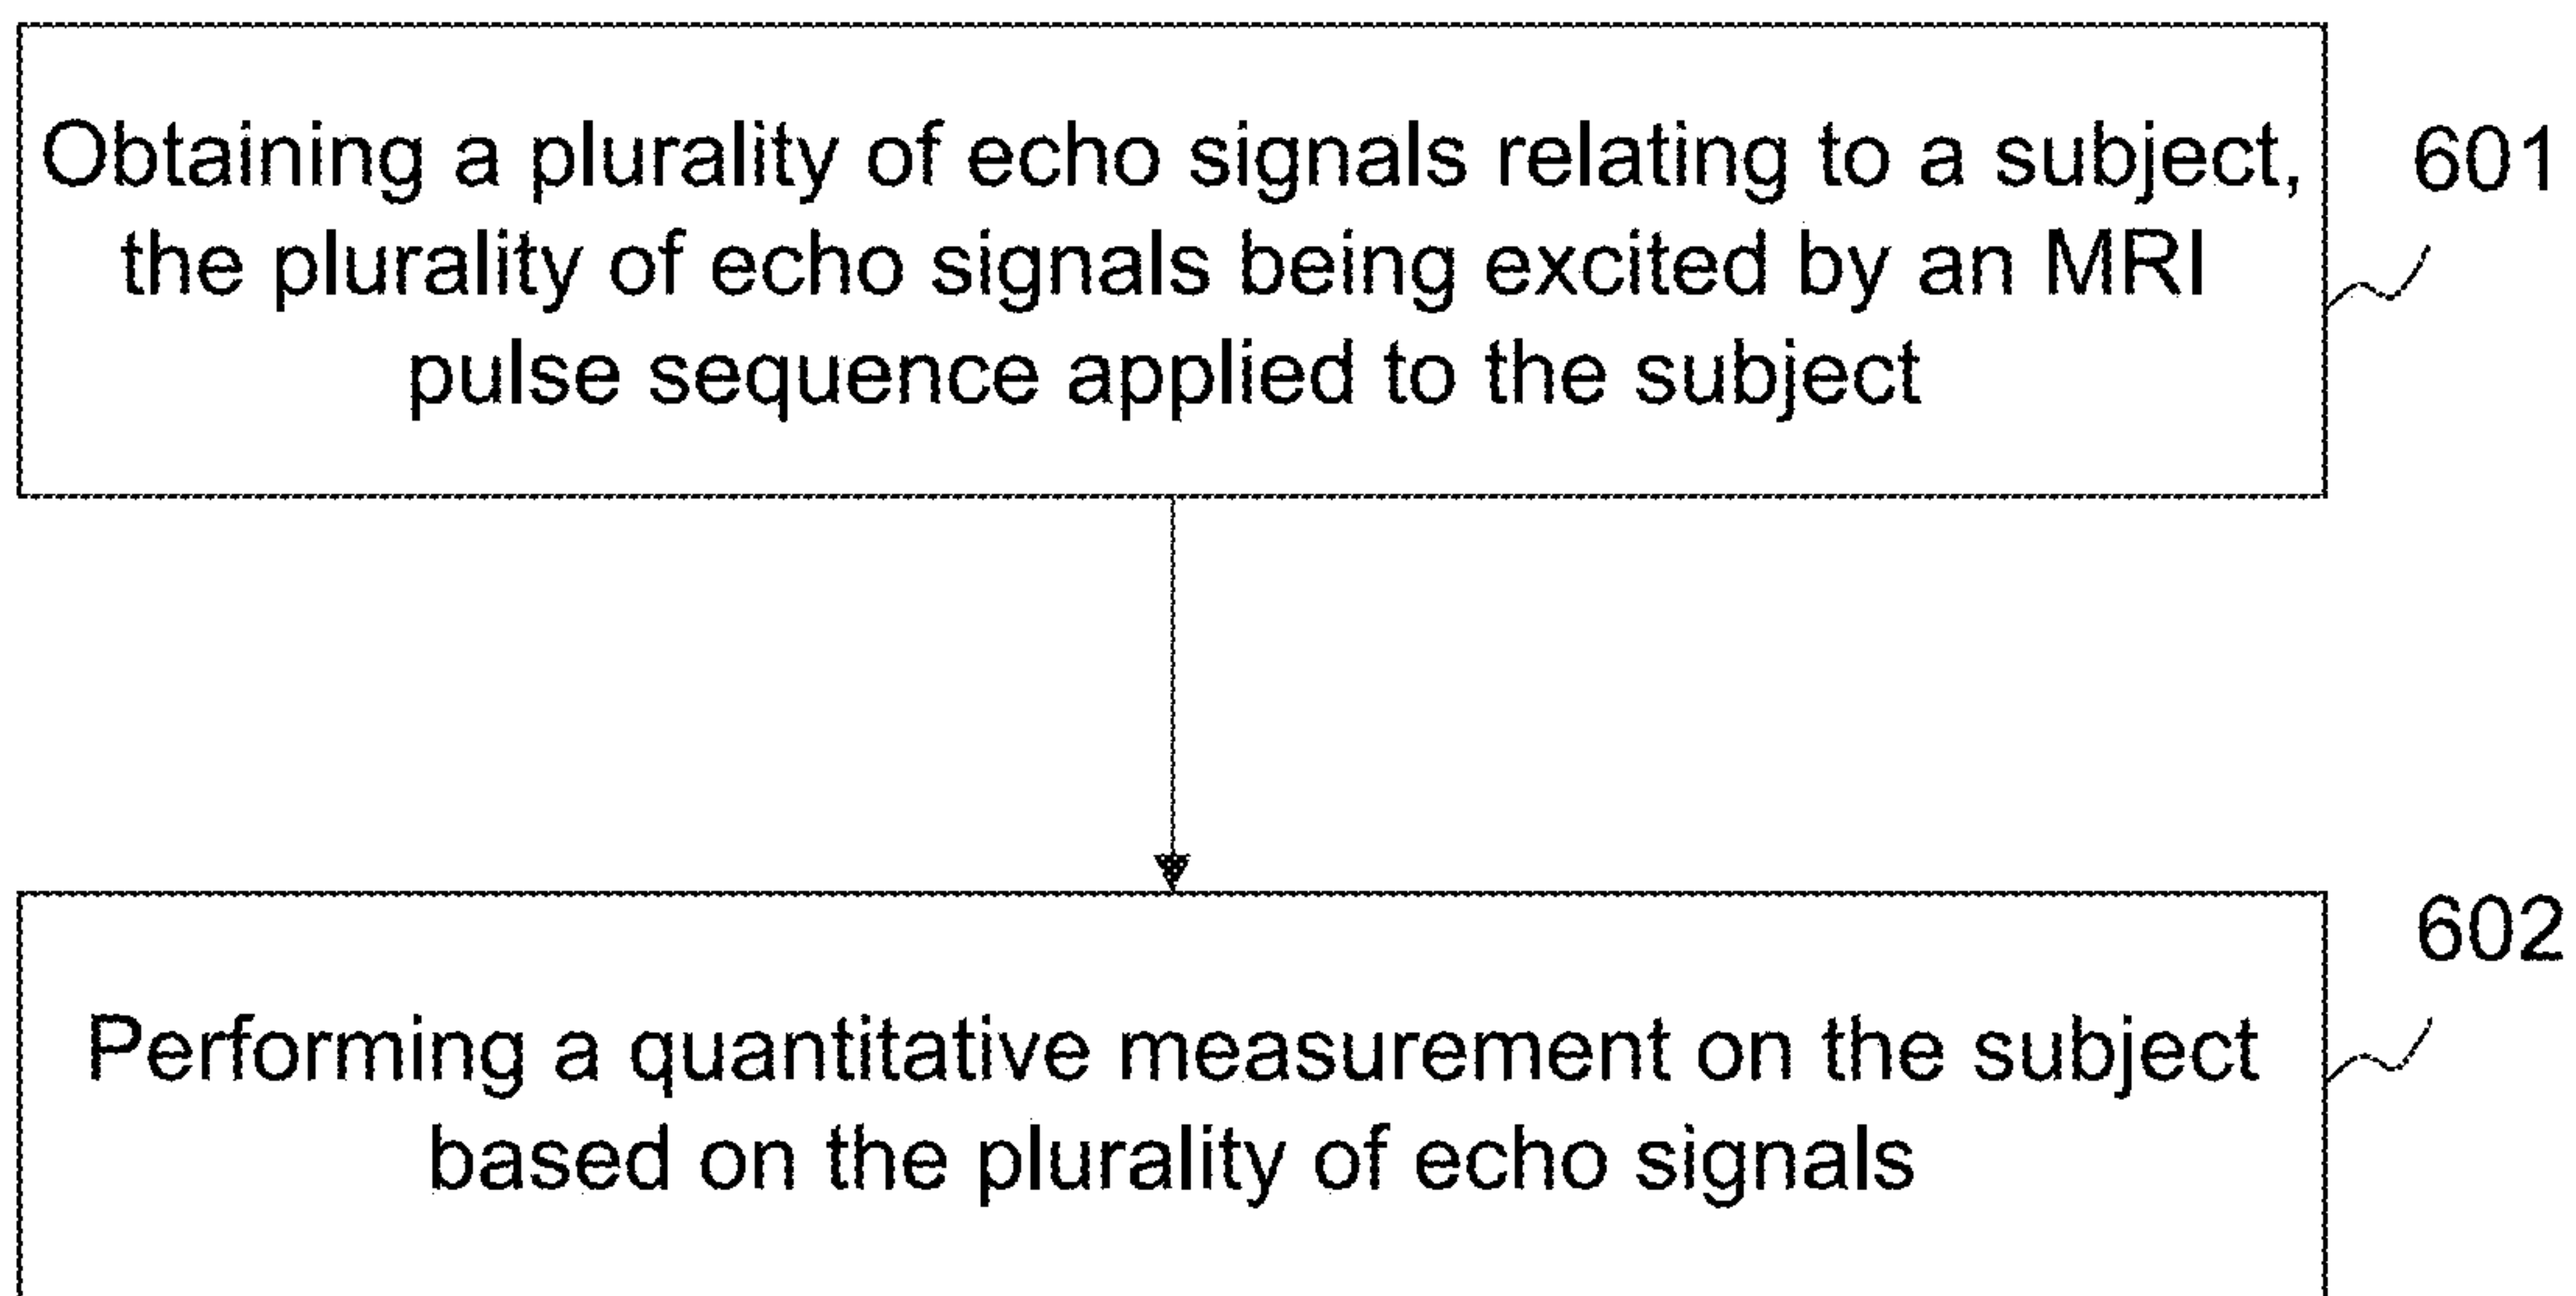 Obtaining a plurality of echo signals relating to a subject,
the plurality of echo signals being excited by an MRI
pulse sequence applied to the subject
601
602
Performing a quantitative measurement on the subject
based on the plurality of echo signals